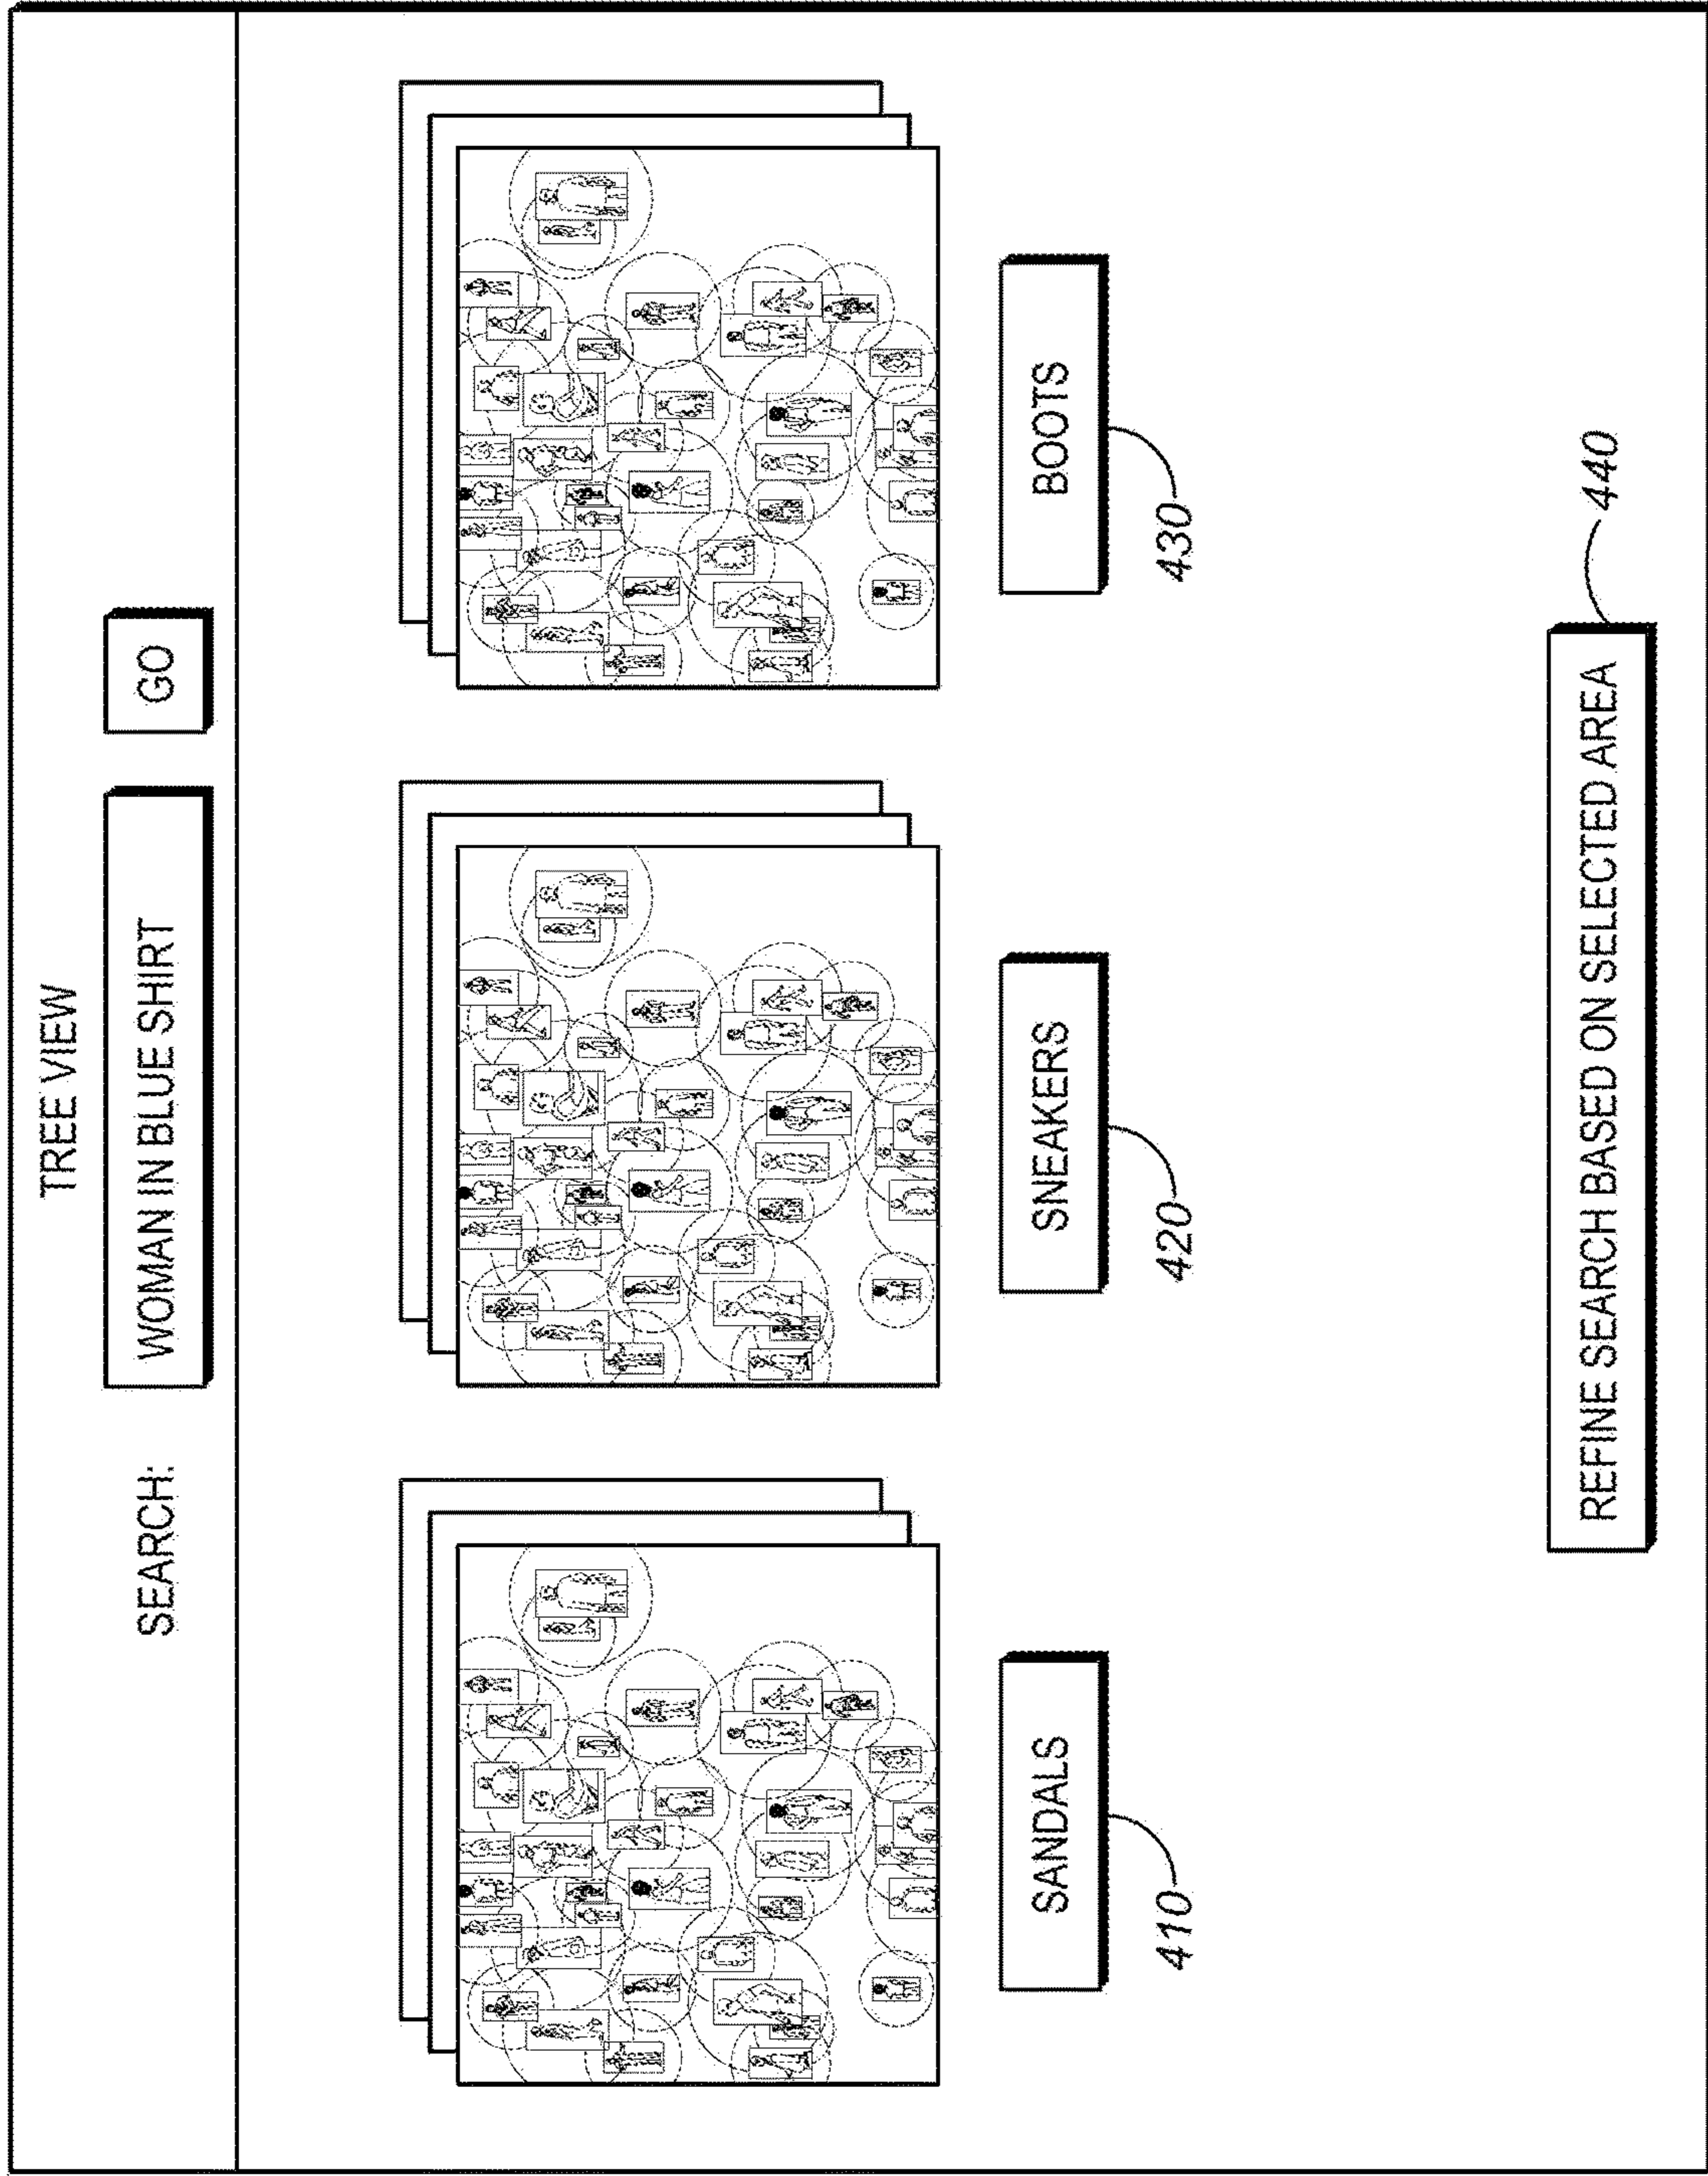 TREE VIEW
SEARCH: WOMAN IN BLUE SHIRT GO
SANDALS SNEAKERS BOOTS
410 420 430
440
REFINE SEARCH BASED ON SELECTED AREA